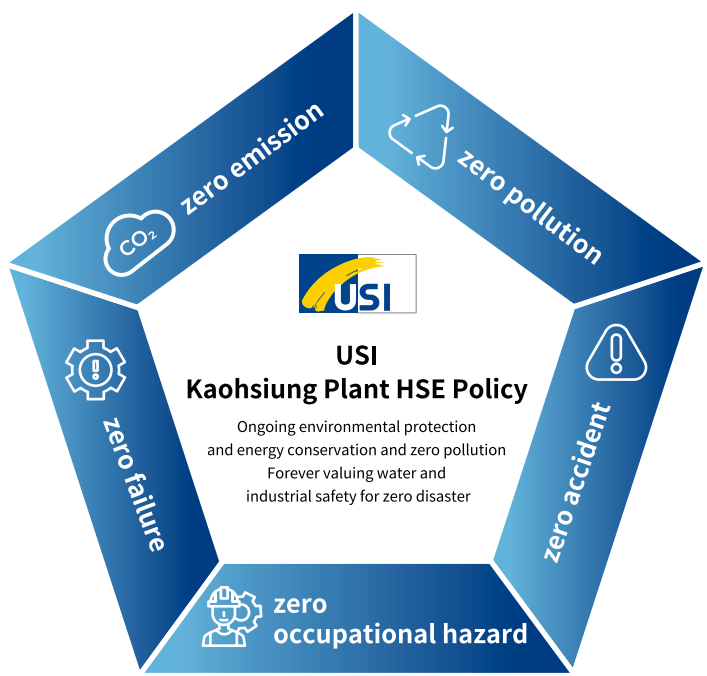 zero emission
CO₂
zero pollution
USI
USI
Kaohsiung Plant HSE Policy
Ongoing environmental protection
and energy conservation and zero pollution
Forever valuing water and
industrial safety for zero disaster
zero failure
zero accident
zero
occupational hazard